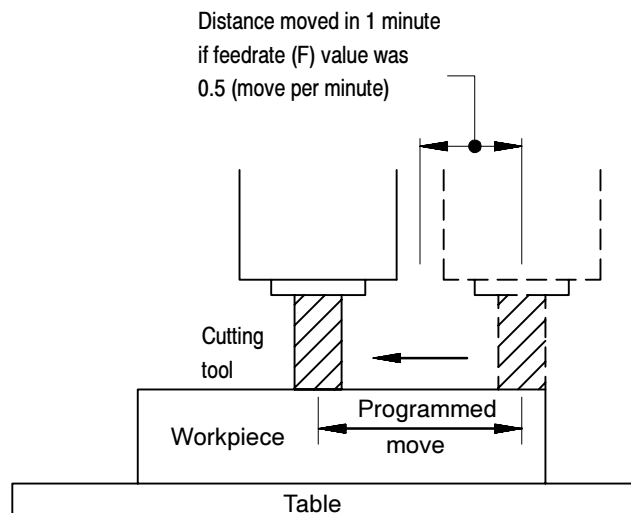 Distance moved in 1 minute
if feedrate (F) value was
0.5 (move per minute)
Cutting
tool
Programmed
move
Workpiece
Table